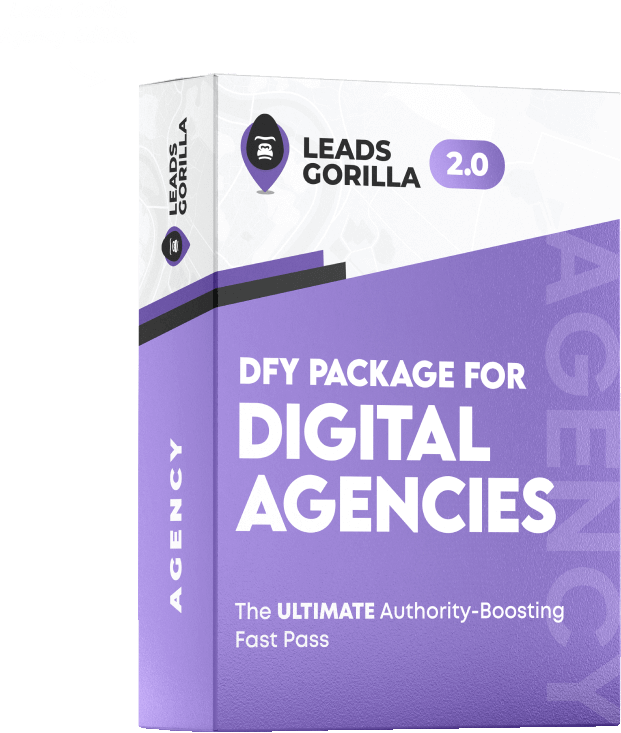 LEADS
GORILLA
LEADS
GORILLA
2.0
DFY PACKAGE FOR
DIGITAL
AGENCIES
The ULTIMATE Authority-Boosting
Fast Pass
AGENCY
AGENCY